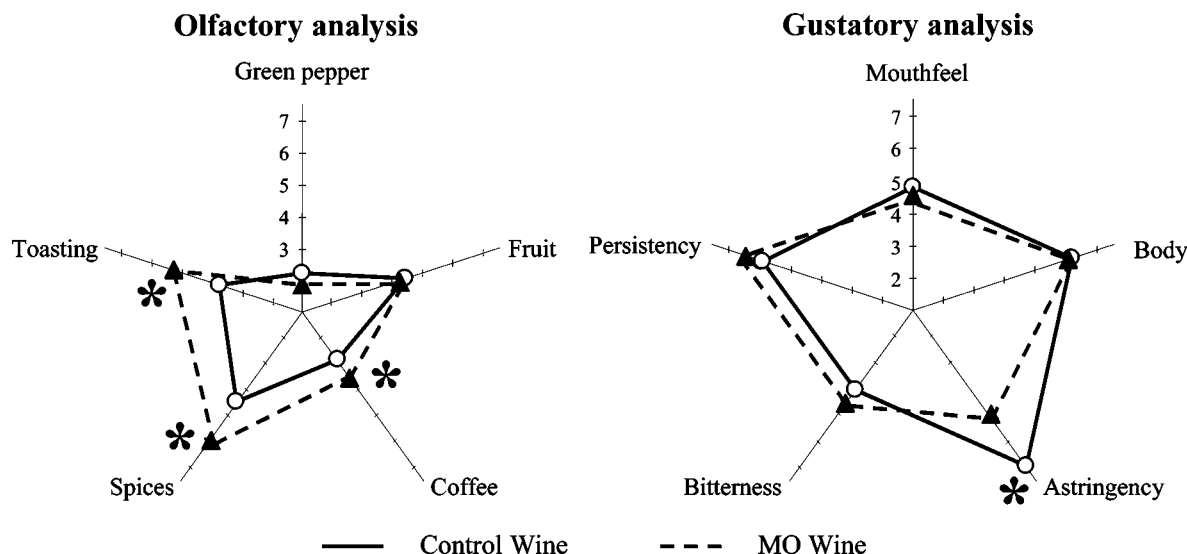 Olfactory analysis
Green pepper
7
6
5
4
3
Toasting
Fruit
*
*
*
Spices
Coffee
Gustatory analysis
Mouthfeel
7
6
5
4
3
2
Persistency
Body
Bitterness
Astringency
*
Control Wine
MO Wine